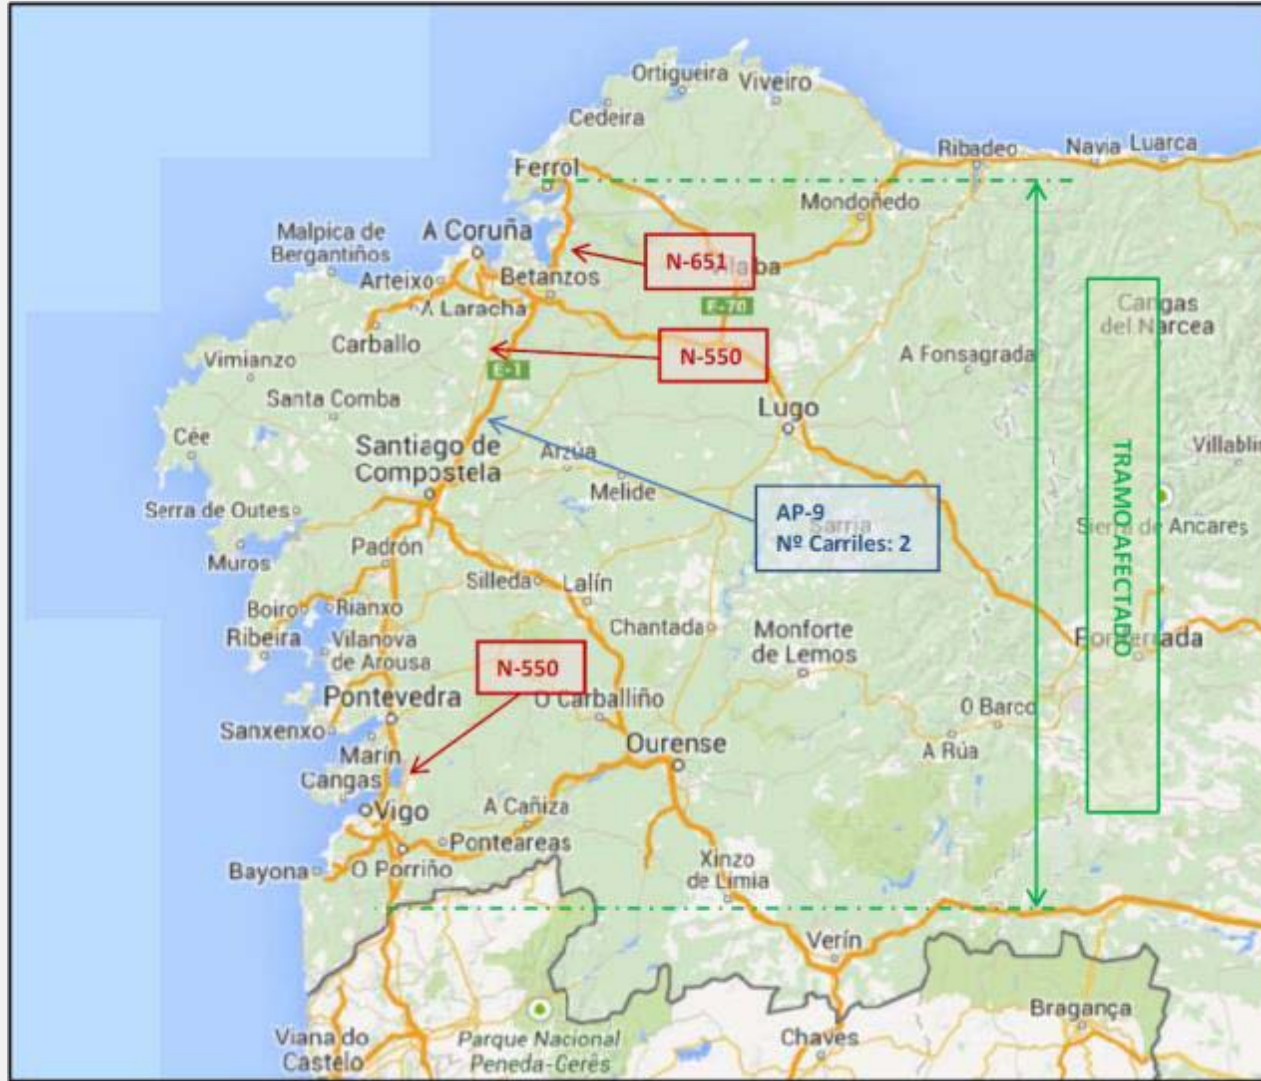 Ortigueira
Viveiro
Cedeira
Ribadeo
Navia
Luarca
Ferrol
Mondoñedo
A Coruña
Malpica de
Bergantiños
N-651
Arteixo
Betanzos
E-70
Cangas
del Narcea
A Laracha
Carballo
N-550
A Fonsagrada
Vimianzo
E-1
Santa Comba
Lugo
Cée
Santiago de
Compostela
Arzúa
Melide
TRAMO AFECTADO
Serra de Outes
AP-9
Nº Carriles: 2
Sarria
Sierra de Ancares
Muros
Padrón
Silleda
Lalín
Boiro
Rianxo
Ribeira
Vilanova
de Arousa
Chantada
Monforte
de Lemos
N-550
Pontevedra
O Carballiño
O Barco
Sanxenxo
Marín
Ourense
A Rúa
Cangas
Vigo
A Cañiza
Ponteareas
Bayona
O Porriño
Xinzo
de Limia
Verín
Bragança
Viana do
Castelo
Parque Nacional
Peneda-Gerês
Chaves